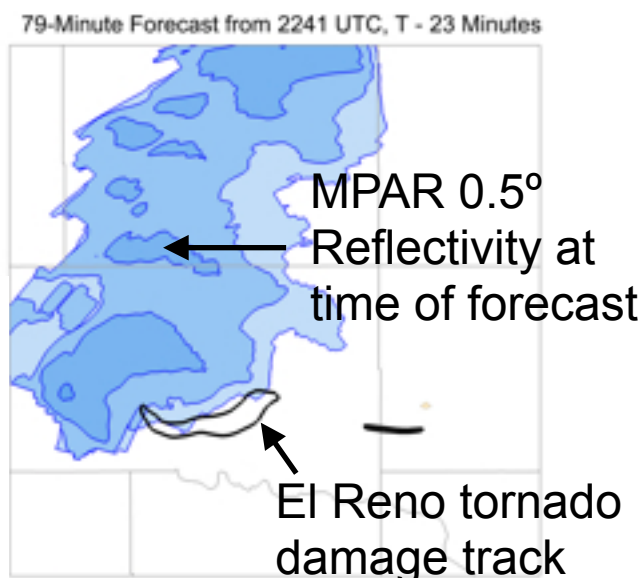 79-Minute Forecast from 2241 UTC, T - 23 Minutes
MPAR 0.5º
Reflectivity at
time of forecast
El Reno tornado
damage track